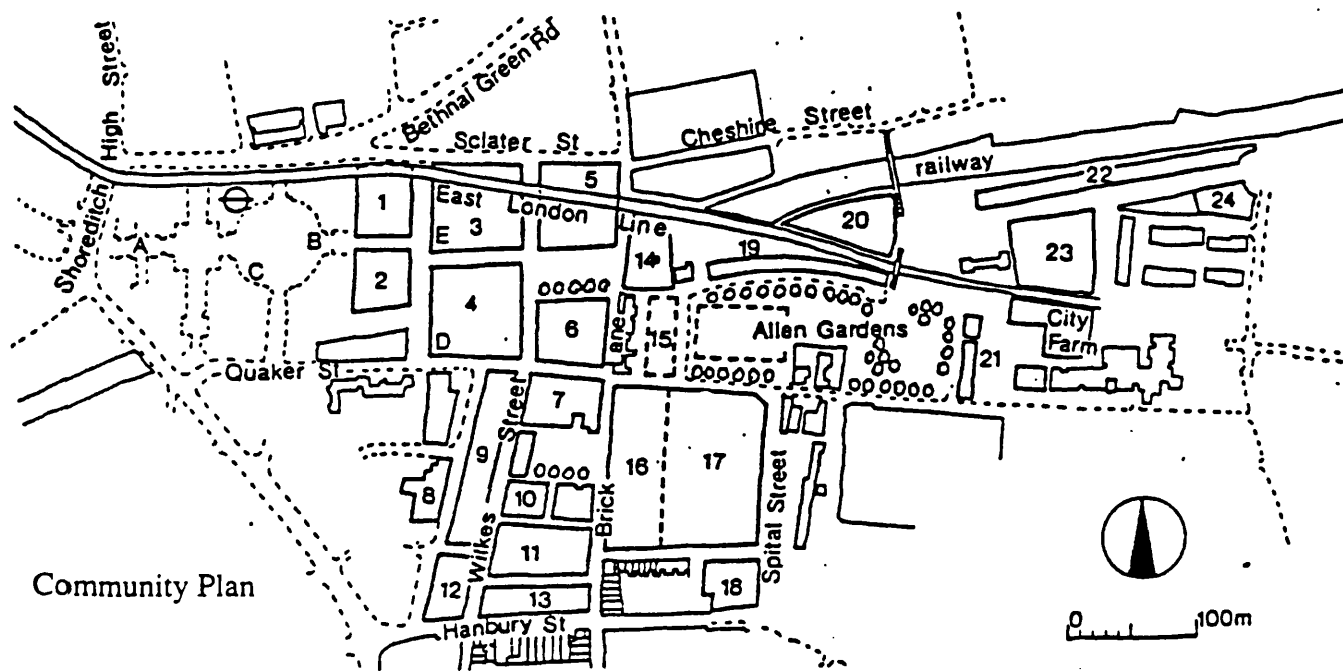 Shoreditch
High Street
Bethnal Green Rd
Sclater St
Cheshire Street
railway
East London Line
1
2
3
4
5
6
7
8
9
10
11
12
13
14
15
16
17
18
19
20
21
22
23
24
A
B
C
D
E
Allen Gardens
City
Farm
Quaker St
Wilkes Street
Brick Lane
Spital Street
Hanbury St
Community Plan
0 100m